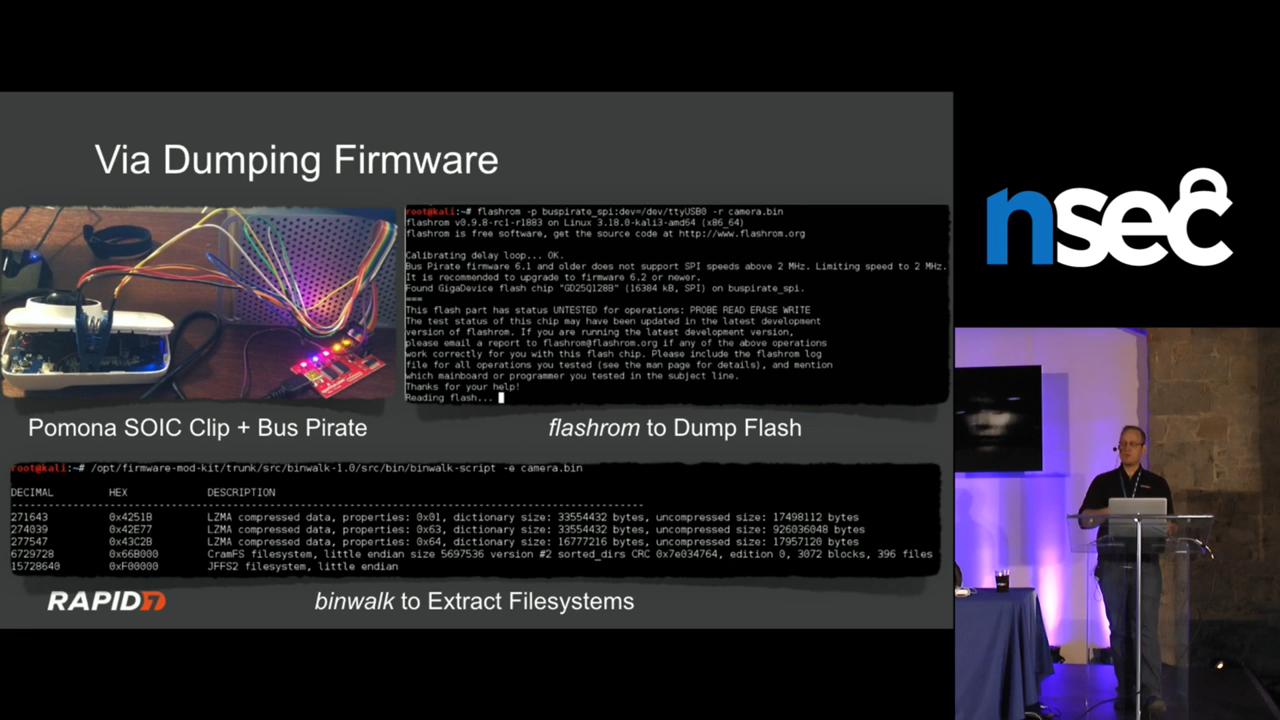 Via Dumping Firmware
root@kali:~# flashrom -p buspirate_spi:dev=/dev/ttyUSB0 -r camera.bin
flashrom v0.9.8-rc1-r1883 on Linux 3.18.0-kali3-amd64 (x86_64)
flashrom is free software, get the source code at http://www.flashrom.org
Calibrating delay loop... OK.
Bus Pirate firmware 6.1 and older does not support SPI speeds above 2 MHz. Limiting speed to 2 MHz.
It is recommended to upgrade to firmware 6.2 or newer.
Found GigaDevice flash chip "GD25Q128B" (16384 kB, SPI) on buspirate_spi.
===
This flash part has status UNTESTED for operations: PROBE READ ERASE WRITE
The test status of this chip may have been updated in the latest development
version of flashrom. If you are running the latest development version,
please email a report to flashrom@flashrom.org if any of the above operations
work correctly for you with this flash chip. Please include the flashrom log
file for all operations you tested (see the man page for details), and mention
which mainboard or programmer you tested in the subject line.
Thanks for your help!
Reading flash...
Pomona SOIC Clip + Bus Pirate
flashrom to Dump Flash
root@kali:~# /opt/firmware-mod-kit/trunk/src/binwalk-1.0/src/bin/binwalk-script -e camera.bin
DECIMAL HEX DESCRIPTION
-------------------------------------------------------------------------------------------------------
271643 0x4251B LZMA compressed data, properties: 0x01, dictionary size: 33554432 bytes, uncompressed size: 17498112 bytes
274039 0x42E77 LZMA compressed data, properties: 0x63, dictionary size: 33554432 bytes, uncompressed size: 926036048 bytes
277547 0x43C2B LZMA compressed data, properties: 0x64, dictionary size: 16777216 bytes, uncompressed size: 17957120 bytes
6729728 0x66B000 CramFS filesystem, little endian size 5697536 version #2 sorted_dirs CRC 0x7e034764, edition 0, 3072 blocks, 396 files
15728640 0xF00000 JFFS2 filesystem, little endian
RAPID7
binwalk to Extract Filesystems
nsec